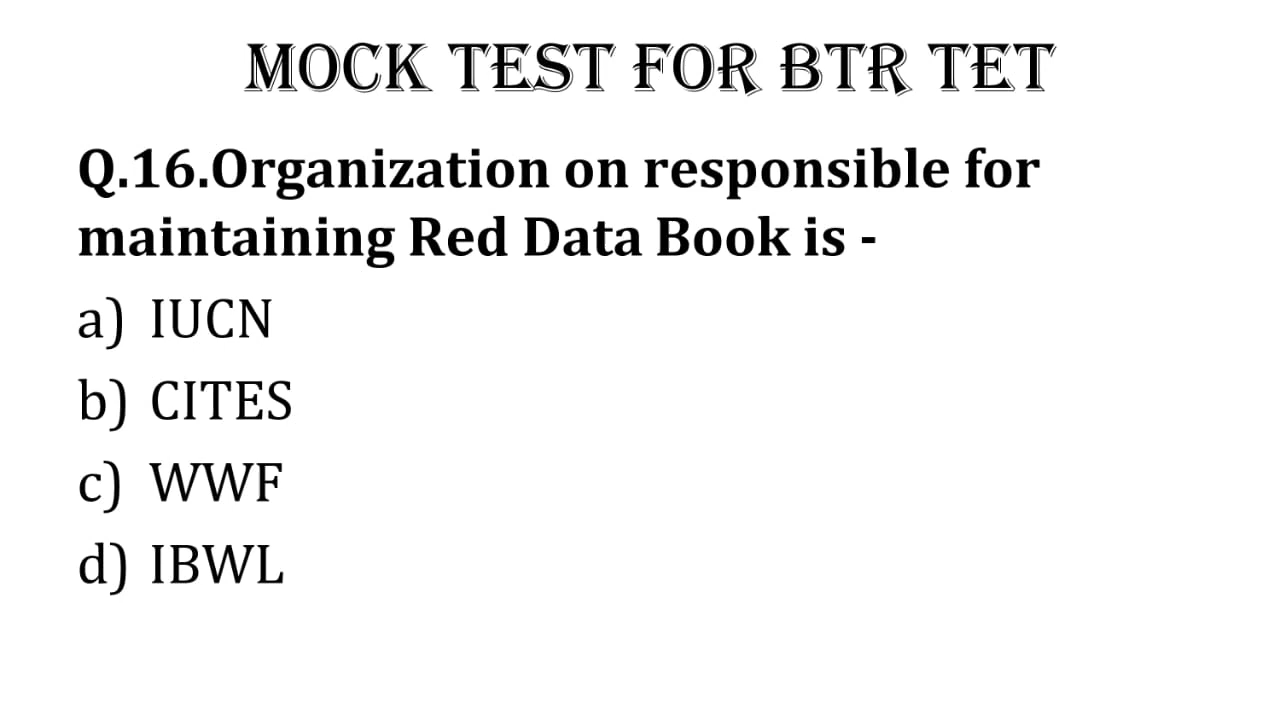 MOCK TEST FOR BTR TET
Q.16.Organization on responsible for
maintaining Red Data Book is -
a) IUCN
b) CITES
c) WWF
d) IBWL